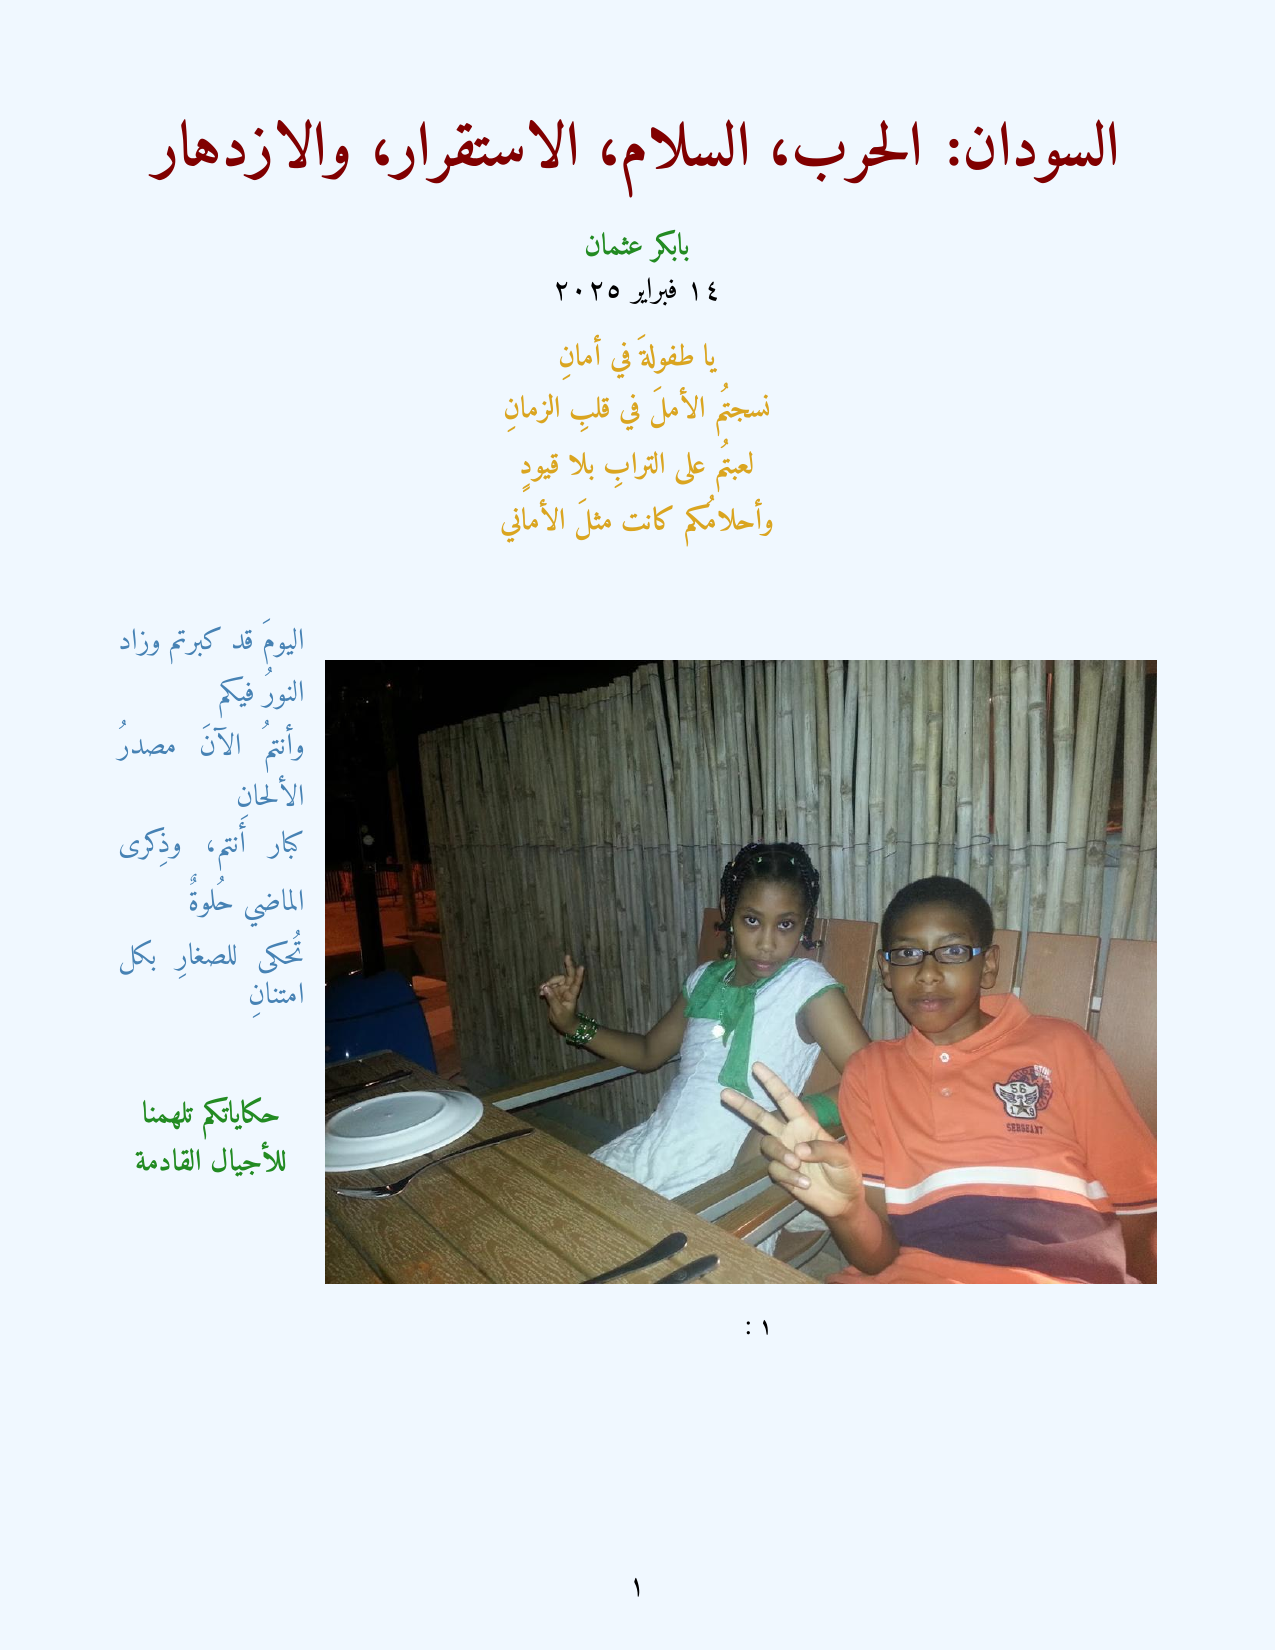 السودان: الحرب، السلام، الاستقرار، والازدهار
بابكر عثمان
١٤ فبراير ٢٠٢٥
يا طفولةَ في أمانِ
نسجتُم الأملَ في قلبِ الزمانِ
لعبتُم على الترابِ بلا قيودٍ
وأحلامُكم كانت مثلَ الأماني
اليومَ قد كبرتم وزاد
النورُ فيكم
وأنتمُ الآنَ مصدرُ
الألحانِ
كبار أَنتم، وذِكرى
الماضي حُلوةٌ
تُحكى للصغارِ بكل
امتنانِ
حكاياتكم تلهمنا
للأجيال القادمة
56
SERGEANT
١ :
١